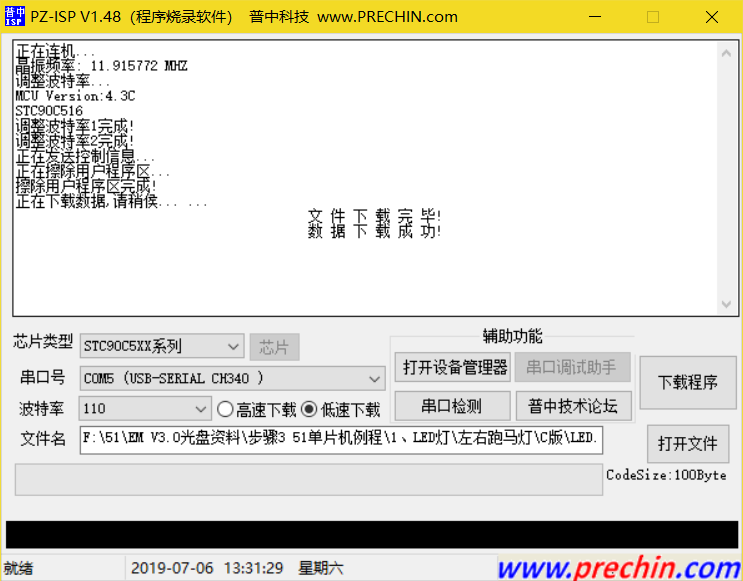 普中
ISP
PZ-ISP V1.48 (程序烧录软件) 普中科技 www.PRECHIN.com
正在连机...
晶振频率: 11.915772 MHZ
调整波特率...
MCU Version:4.3C
STC90C516
调整波特率1完成!
调整波特率2完成!
正在发送控制信息...
正在擦除用户程序区...
擦除用户程序区完成!
正在下载数据,请稍侯... ...
文 件 下 载 完 毕!
数 据 下 载 成 功!
芯片类型 STC90C5XX系列 芯片
串口号 COM5 (USB-SERIAL CH340 )
波特率 110 高速下载 低速下载
辅助功能
打开设备管理器 串口调试助手
串口检测 普中技术论坛
下载程序
文件名 F:\51\EM V3.0光盘资料\步骤3 51单片机例程\1、LED灯\左右跑马灯\C版\LED.
打开文件
CodeSize:100Byte
就绪 2019-07-06 13:31:29 星期六 www.prechin.com